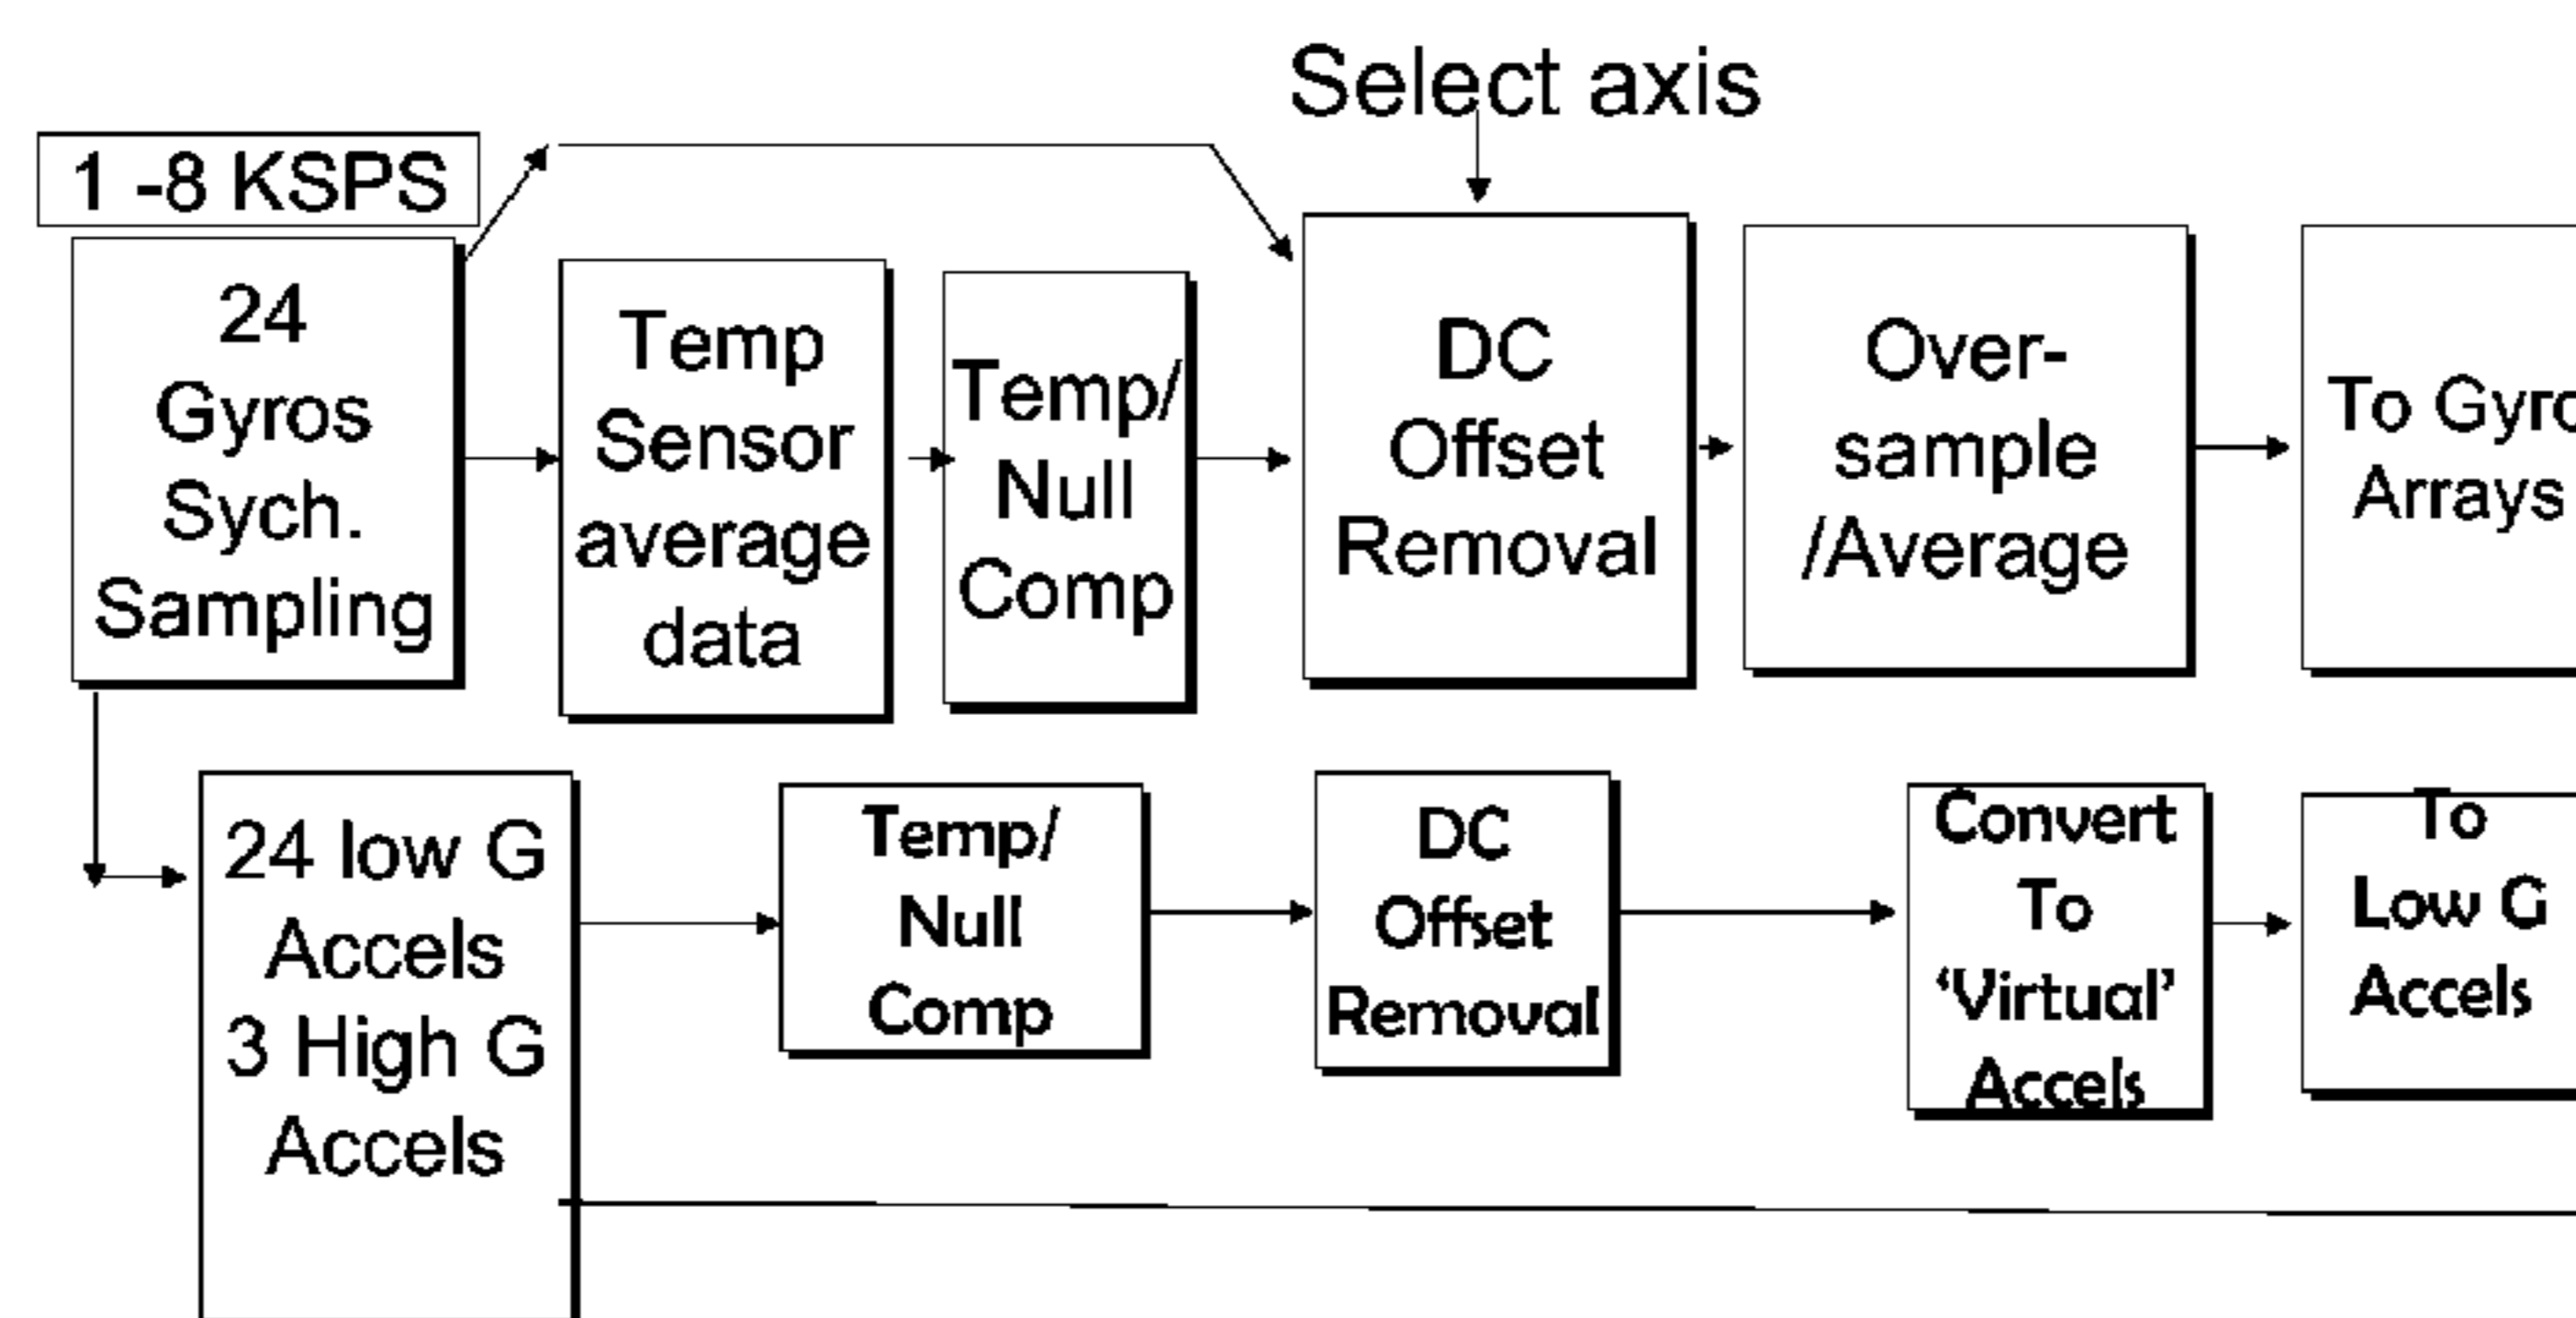 Select axis
1 -8 KSPS
24
Gyros
Sych.
Sampling
Temp
Sensor
average
data
Temp/
Null
Comp
DC
Offset
Removal
Over-
sample
/Average
To Gyro
Arrays
24 low G
Accels
3 High G
Accels
Temp/
Null
Comp
DC
Offset
Removal
Convert
To
‘Virtual’
Accels
To
Low G
Accels